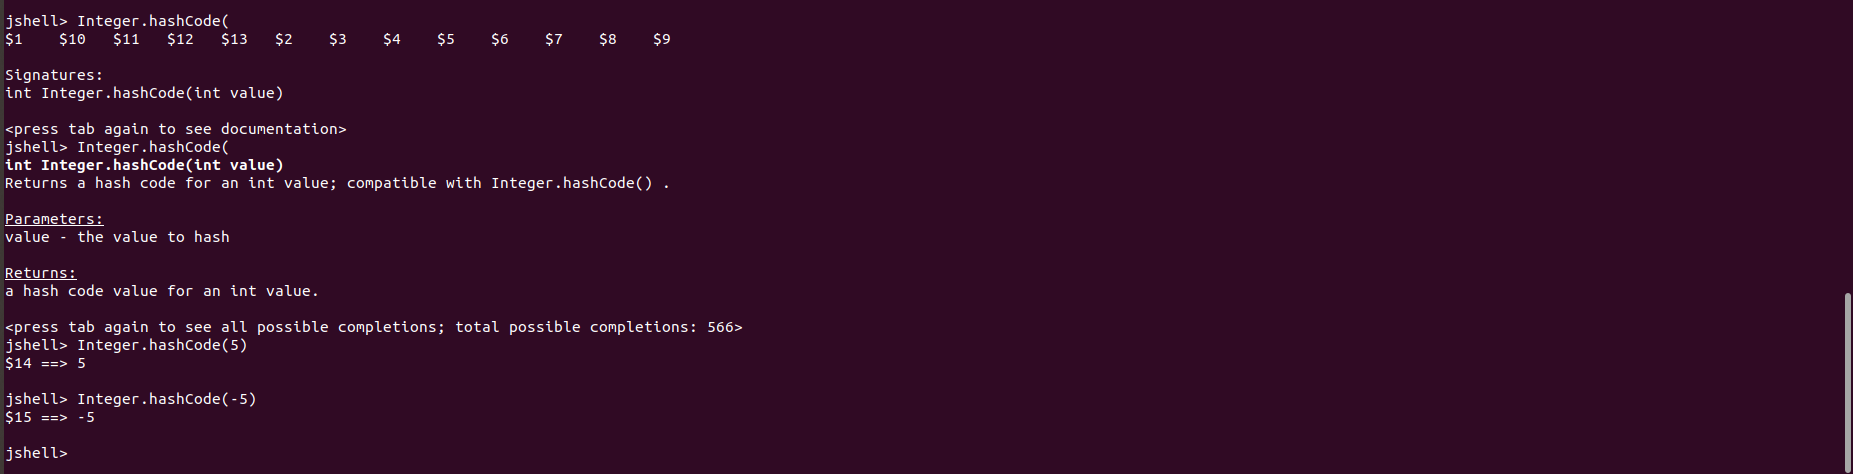 jshell> Integer.hashCode(
$1    $10   $11   $12   $13   $2    $3    $4    $5    $6    $7    $8    $9
Signatures:
int Integer.hashCode(int value)
<press tab again to see documentation>
jshell> Integer.hashCode(
int Integer.hashCode(int value)
Returns a hash code for an int value; compatible with Integer.hashCode() .
Parameters:
value - the value to hash
Returns:
a hash code value for an int value.
<press tab again to see all possible completions; total possible completions: 566>
jshell> Integer.hashCode(5)
$14 ==> 5
jshell> Integer.hashCode(-5)
$15 ==> -5
jshell>